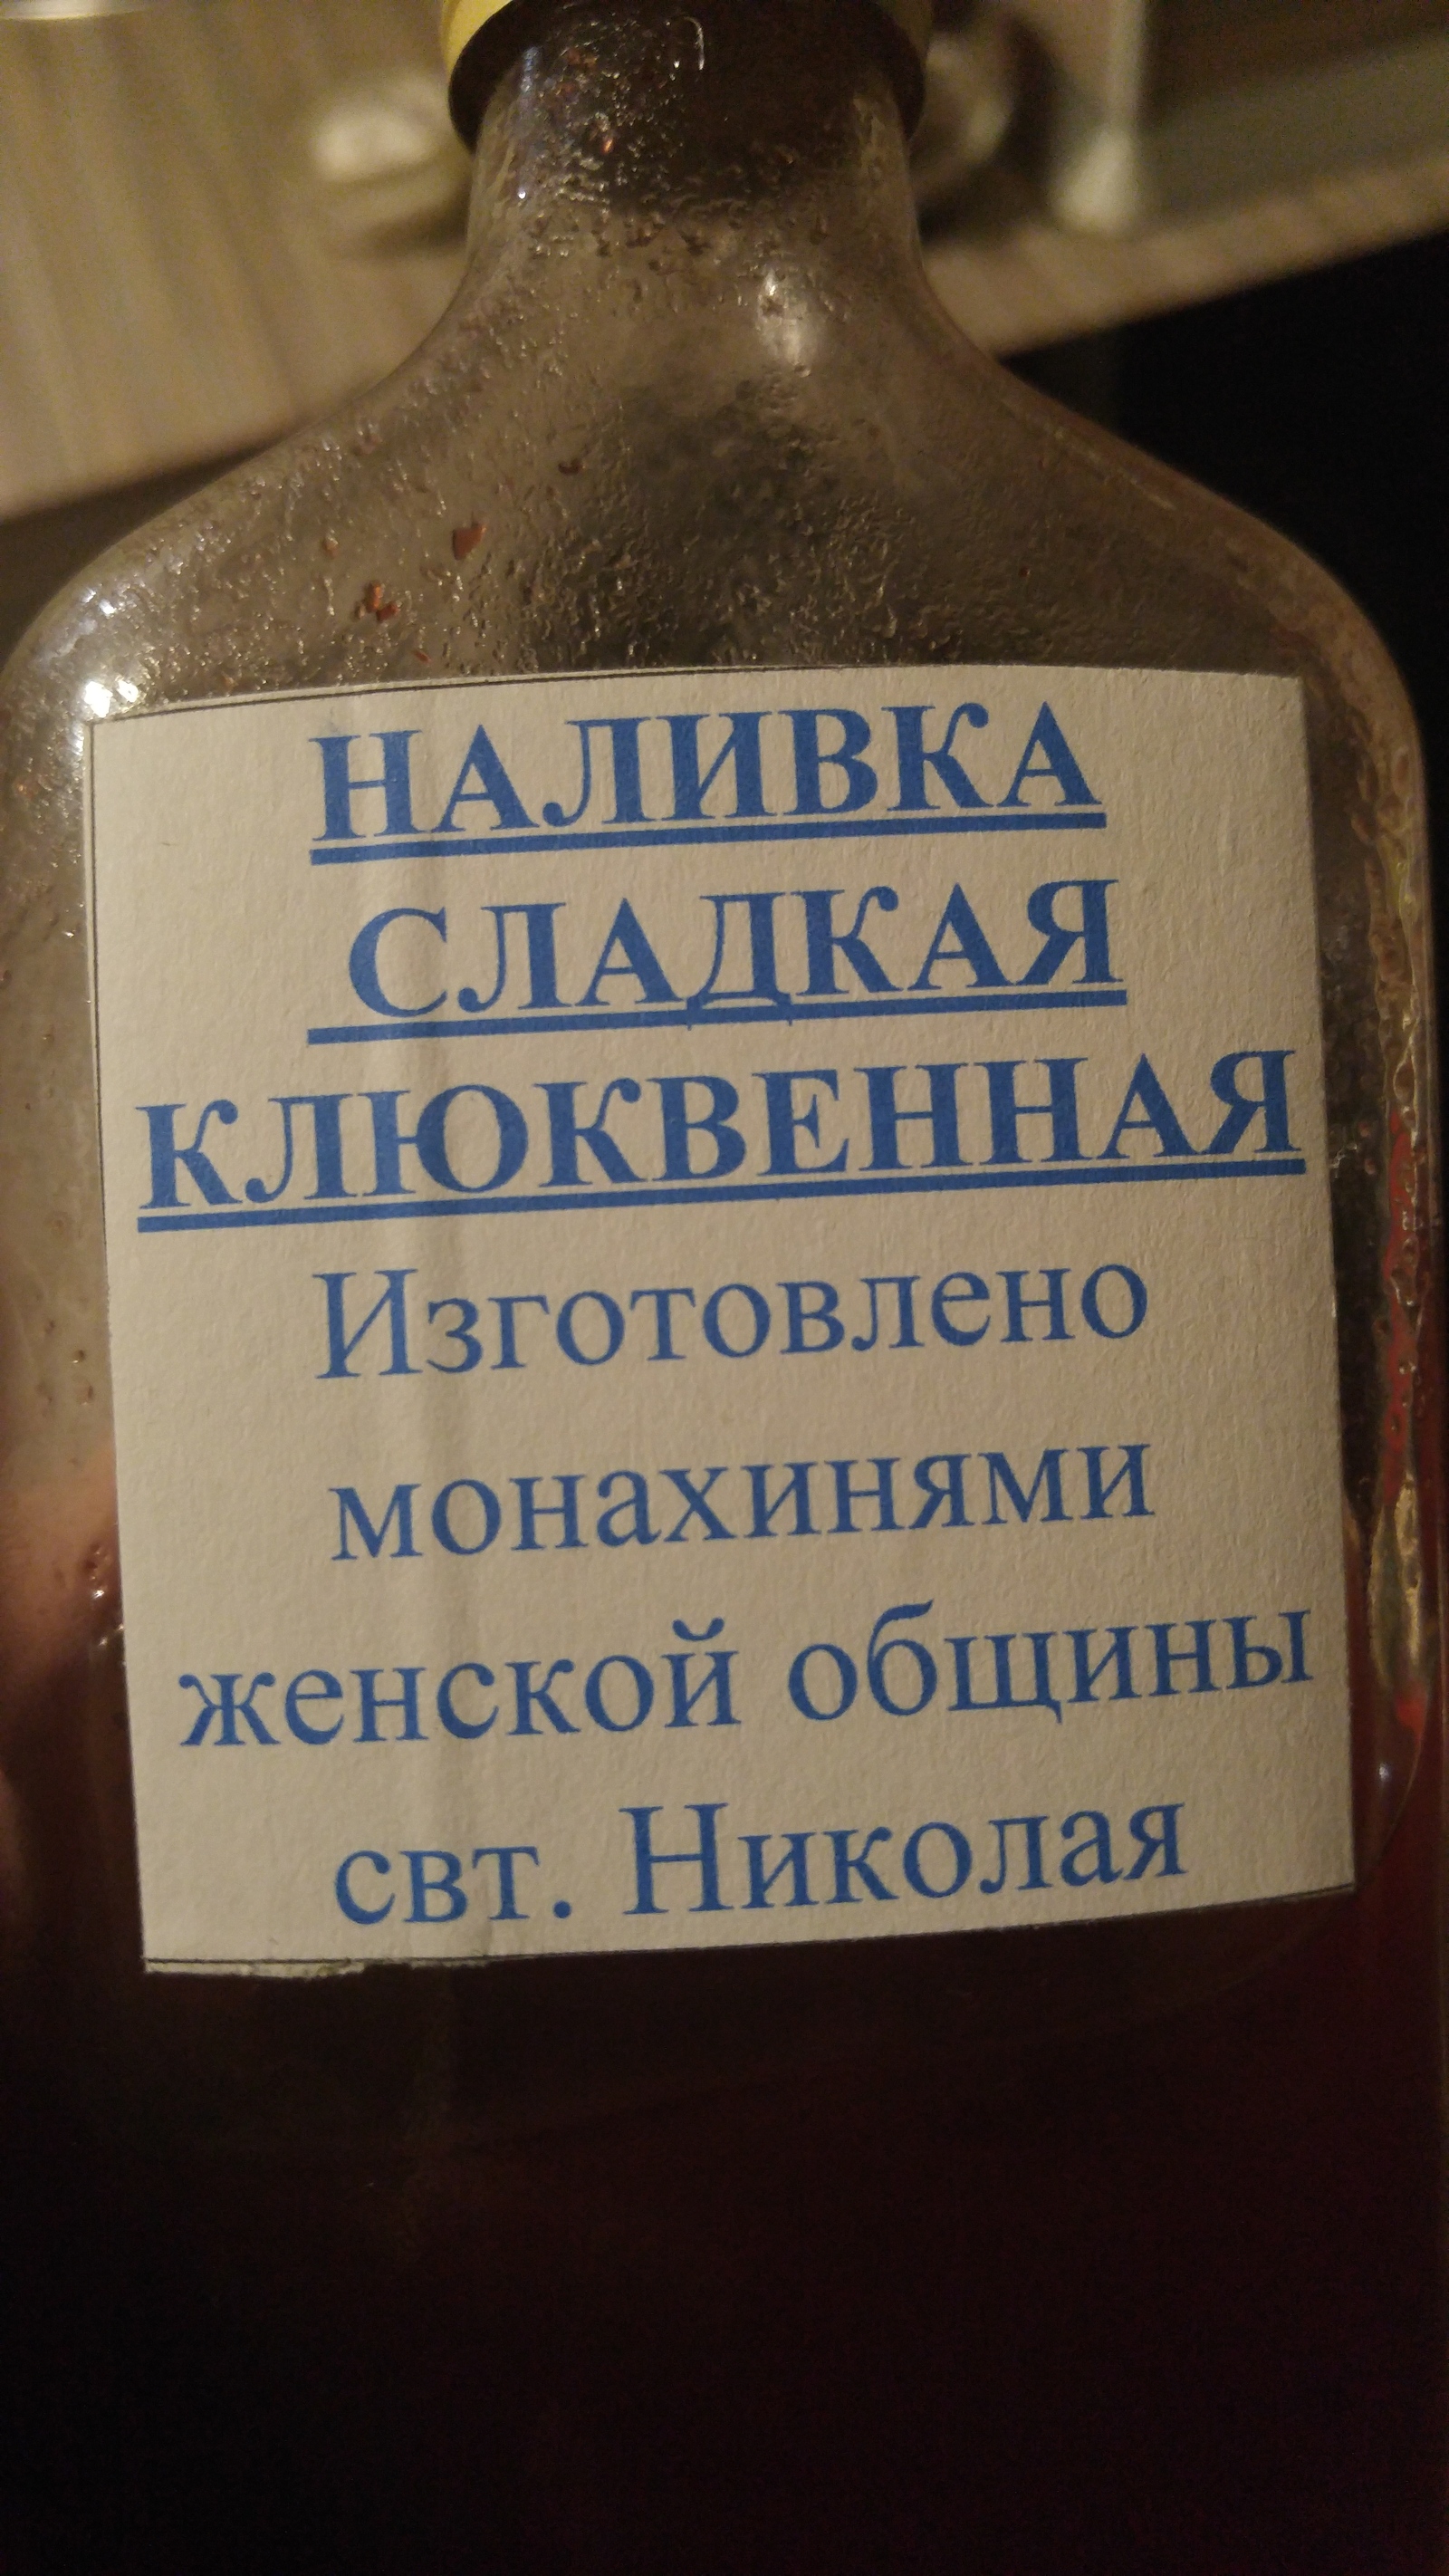 НАЛИВКА
СЛАДКАЯ
КЛЮКВЕННАЯ
Изготовлено
монахинями
женской общины
свт. Николая